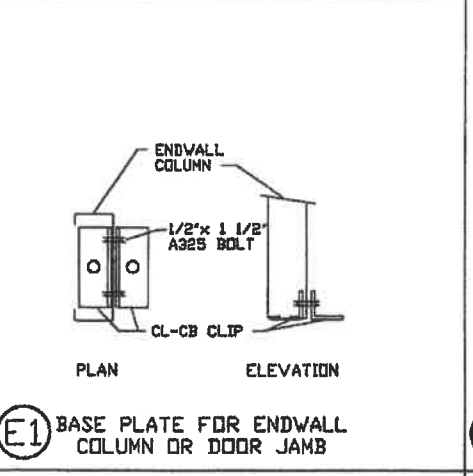 ENDWALL
COLUMN
1/2"x 1 1/2"
A325 BOLT
CL-CB CLIP
PLAN
ELEVATION
E1
BASE PLATE FOR ENDWALL
COLUMN OR DOOR JAMB